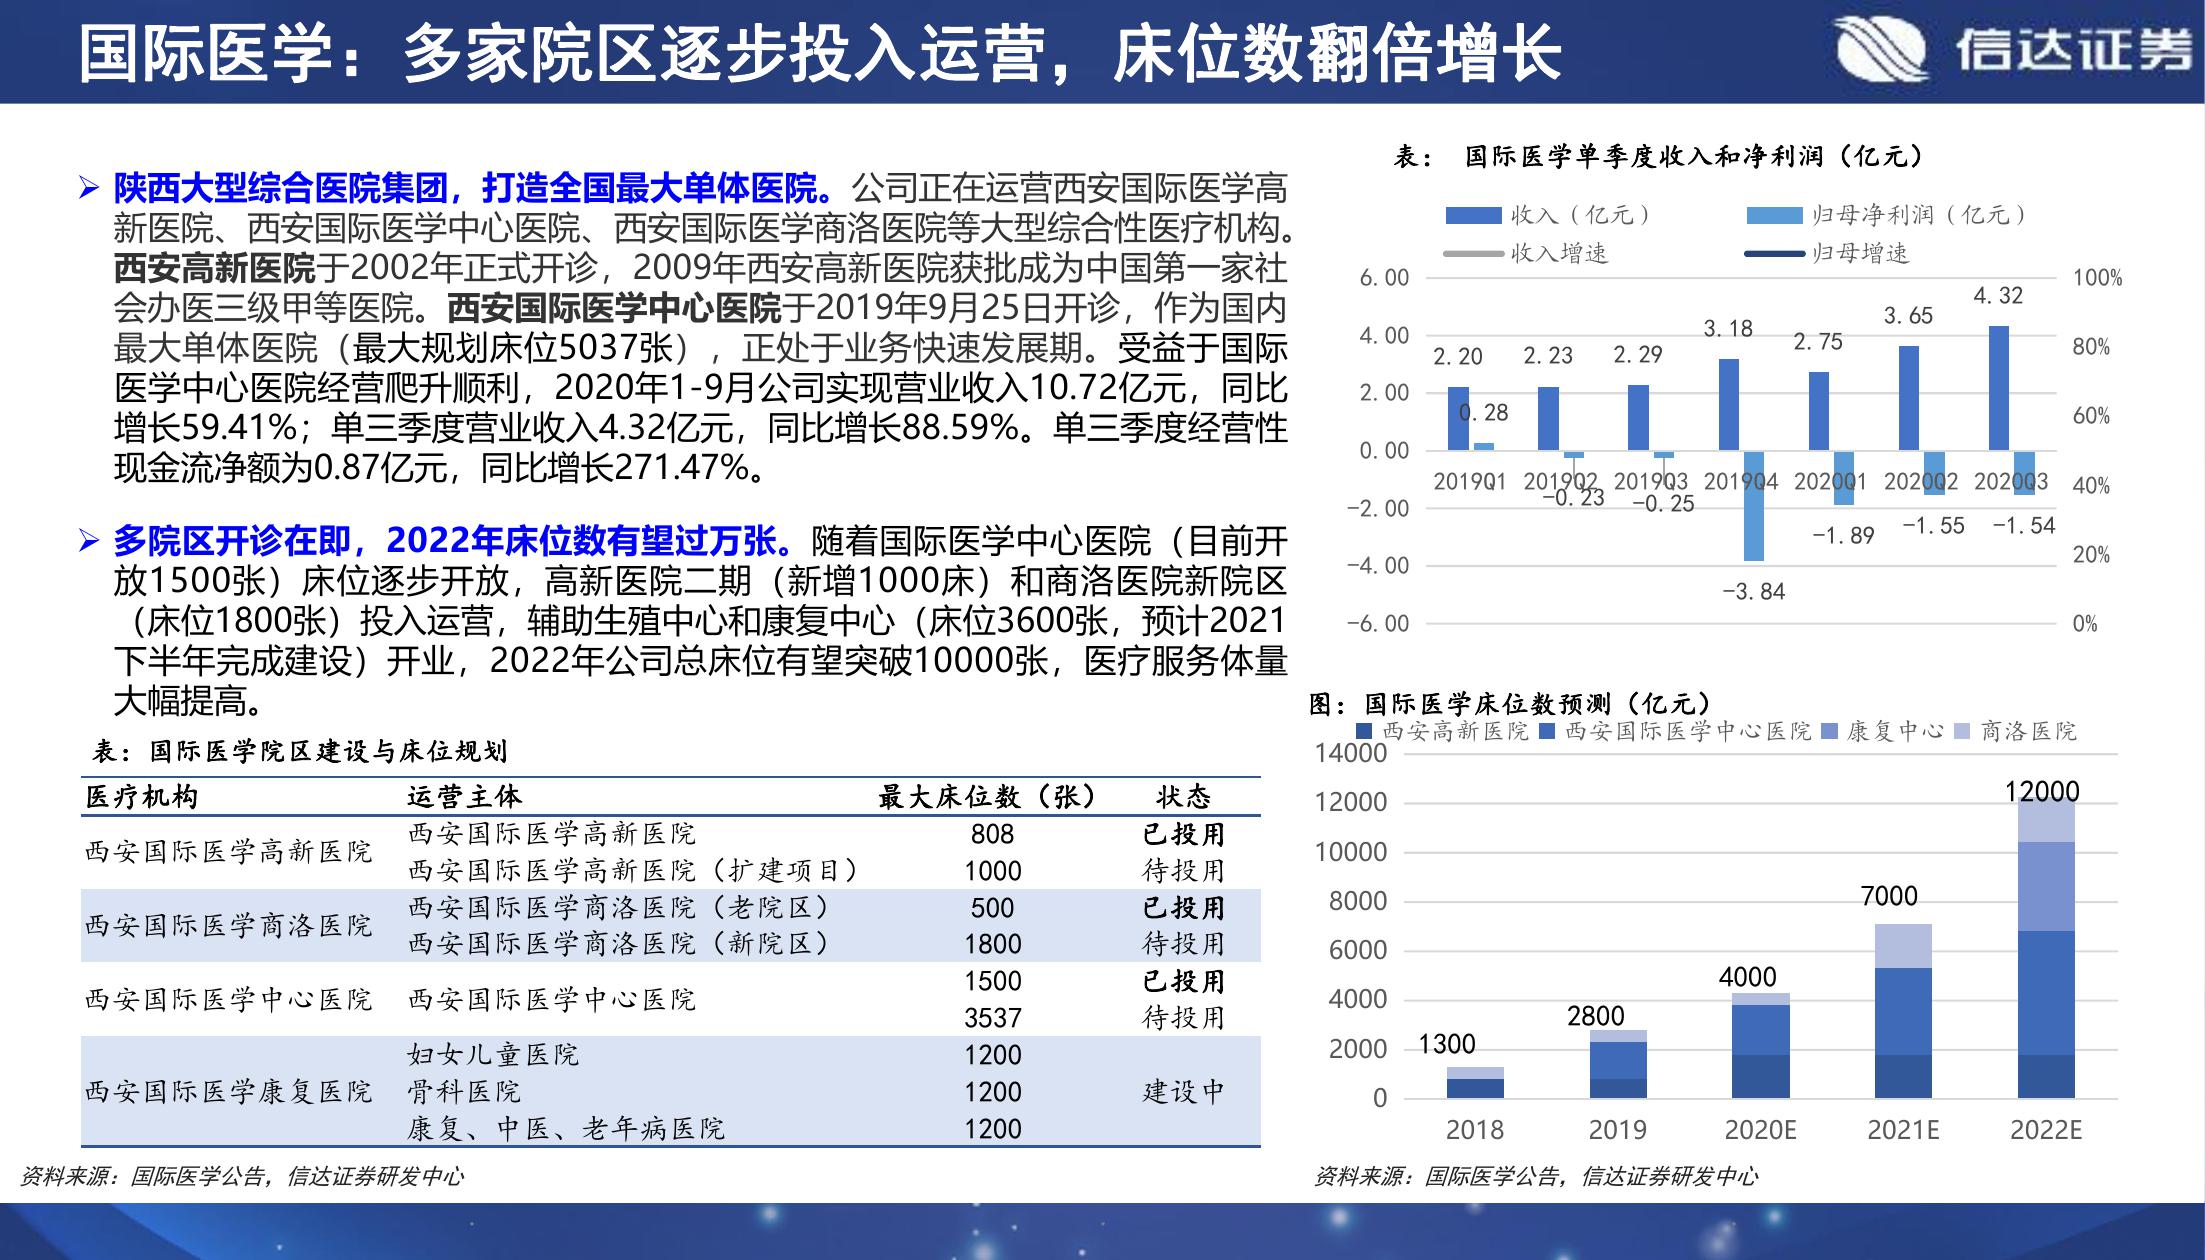 国际医学：多家院区逐步投入运营，床位数翻倍增长
信达证券
➢ 陕西大型综合医院集团，打造全国最大单体医院。公司正在运营西安国际医学高
新医院、西安国际医学中心医院、西安国际医学商洛医院等大型综合性医疗机构。
西安高新医院于2002年正式开诊，2009年西安高新医院获批成为中国第一家社
会办医三级甲等医院。西安国际医学中心医院于2019年9月25日开诊，作为国内
最大单体医院（最大规划床位5037张），正处于业务快速发展期。受益于国际
医学中心医院经营爬升顺利，2020年1-9月公司实现营业收入10.72亿元，同比
增长59.41%；单三季度营业收入4.32亿元，同比增长88.59%。单三季度经营性
现金流净额为0.87亿元，同比增长271.47%。
➢ 多院区开诊在即，2022年床位数有望过万张。随着国际医学中心医院（目前开
放1500张）床位逐步开放，高新医院二期（新增1000床）和商洛医院新院区
（床位1800张）投入运营，辅助生殖中心和康复中心（床位3600张，预计2021
下半年完成建设）开业，2022年公司总床位有望突破10000张，医疗服务体量
大幅提高。
表：国际医学院区建设与床位规划
医疗机构 运营主体 最大床位数（张） 状态
西安国际医学高新医院 西安国际医学高新医院 808 已投用
西安国际医学高新医院（扩建项目） 1000 待投用
西安国际医学商洛医院 西安国际医学商洛医院（老院区） 500 已投用
西安国际医学商洛医院（新院区） 1800 待投用
西安国际医学中心医院 西安国际医学中心医院 1500 已投用
3537 待投用
西安国际医学康复医院 妇女儿童医院 1200 建设中
骨科医院 1200
康复、中医、老年病医院 1200
资料来源：国际医学公告，信达证券研发中心
表： 国际医学单季度收入和净利润（亿元）
收入（亿元） 归母净利润（亿元）
收入增速 归母增速
6.00 4.00 2.00 0.00 -2.00 -4.00 -6.00
100% 80% 60% 40% 20% 0%
2.20 2.23 2.29 3.18 2.75 3.65 4.32
0.28 -0.23 -0.25 -3.84 -1.89 -1.55 -1.54
2019Q1 2019Q2 2019Q3 2019Q4 2020Q1 2020Q2 2020Q3
图：国际医学床位数预测（亿元）
西安高新医院 西安国际医学中心医院 康复中心 商洛医院
14000 12000 10000 8000 6000 4000 2000 0
1300 2800 4000 7000 12000
2018 2019 2020E 2021E 2022E
资料来源：国际医学公告，信达证券研发中心